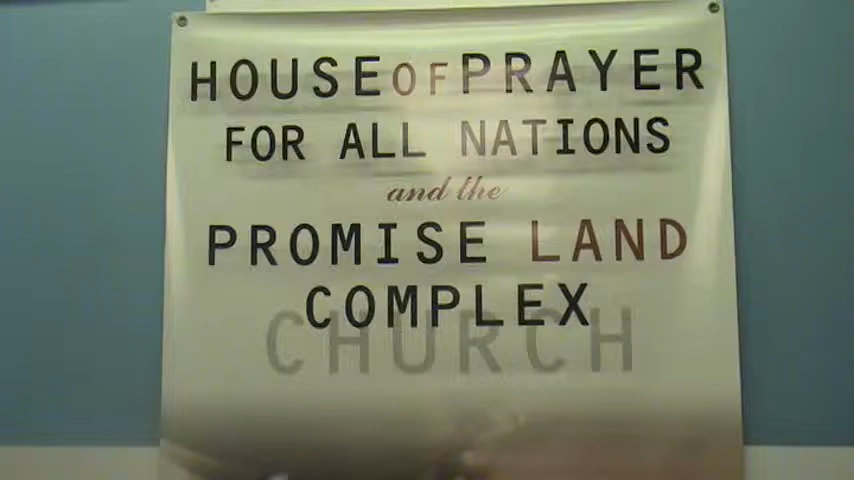 HOUSE OF PRAYER
FOR ALL NATIONS
and the
PROMISE LAND
COMPLEX
CHURCH